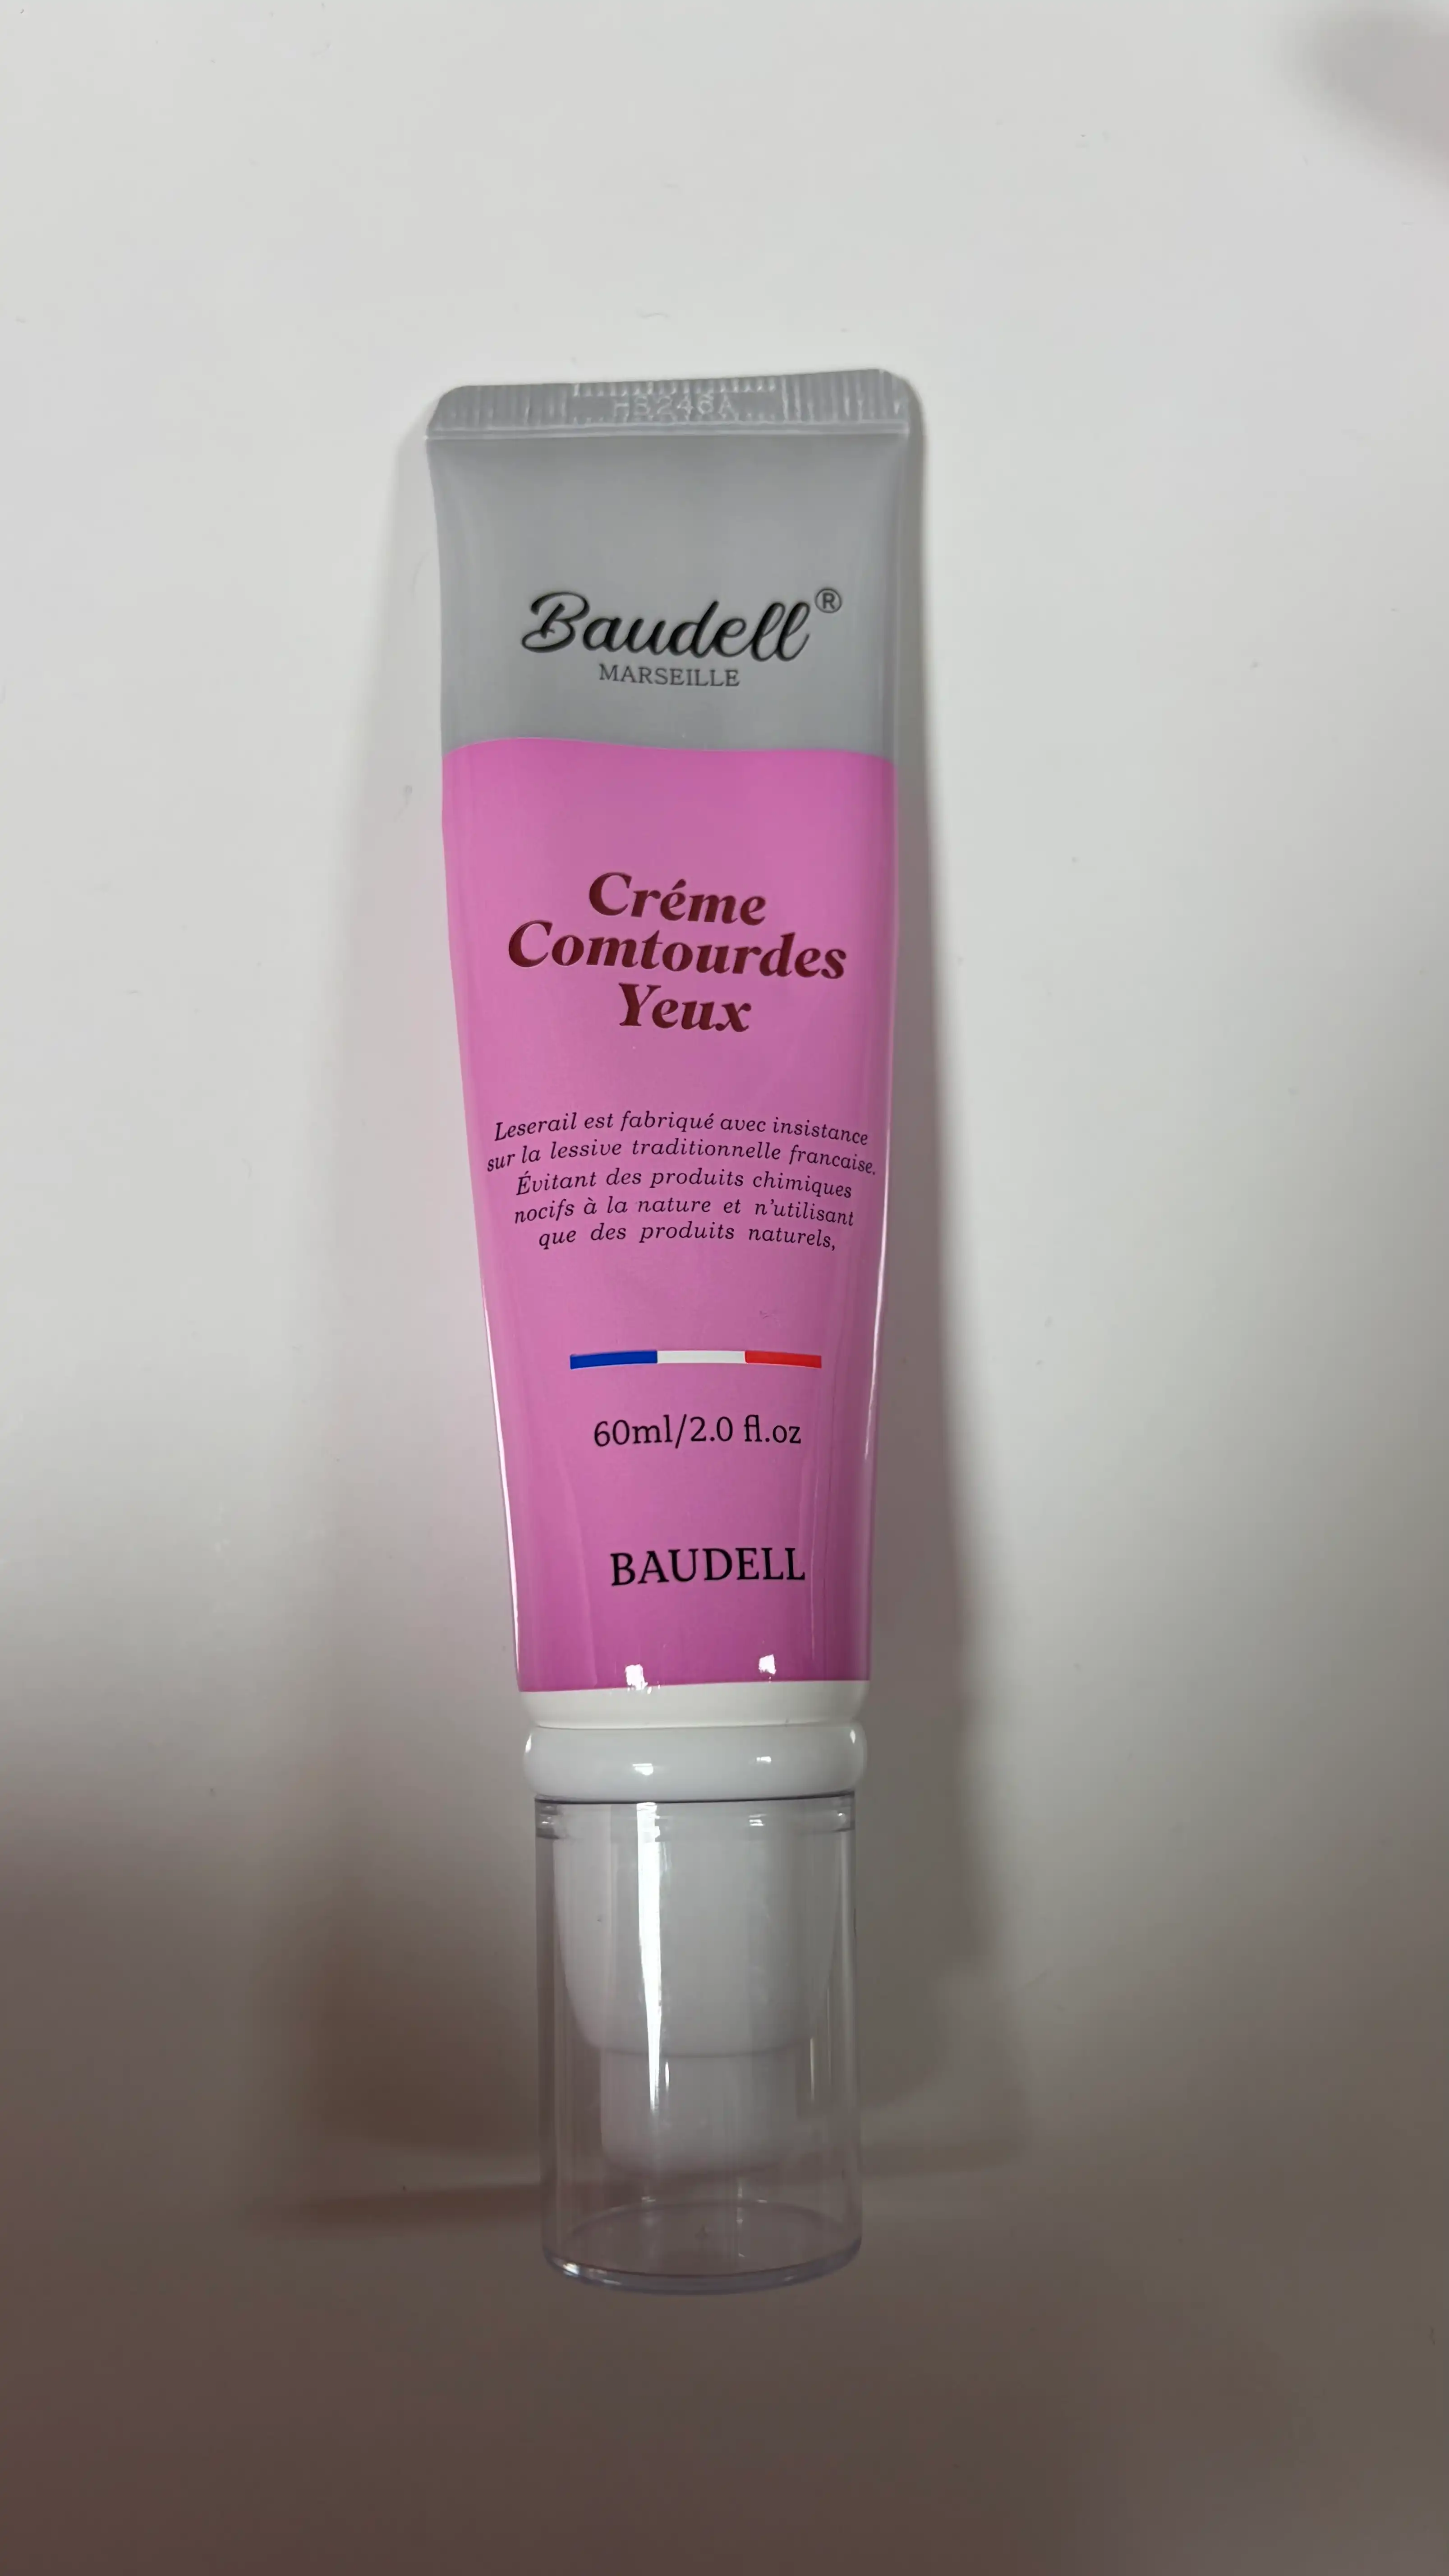 HS246A
Baudell®
MARSEILLE
Créme
Comtourdes
Yeux
Leserail est fabriqué avec insistance
sur la lessive traditionnelle francaise.
Évitant des produits chimiques
nocifs à la nature et n'utilisant
que des produits naturels,
60ml/2.0 fl.oz
BAUDELL